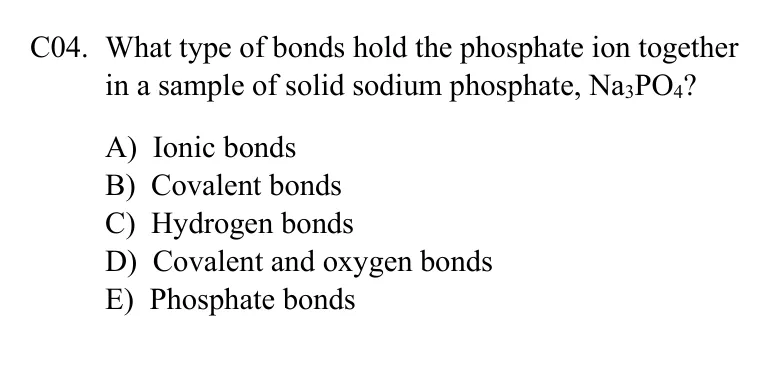 C04. What type of bonds hold the phosphate ion together
in a sample of solid sodium phosphate, Na₃PO₄?
A) Ionic bonds
B) Covalent bonds
C) Hydrogen bonds
D) Covalent and oxygen bonds
E) Phosphate bonds